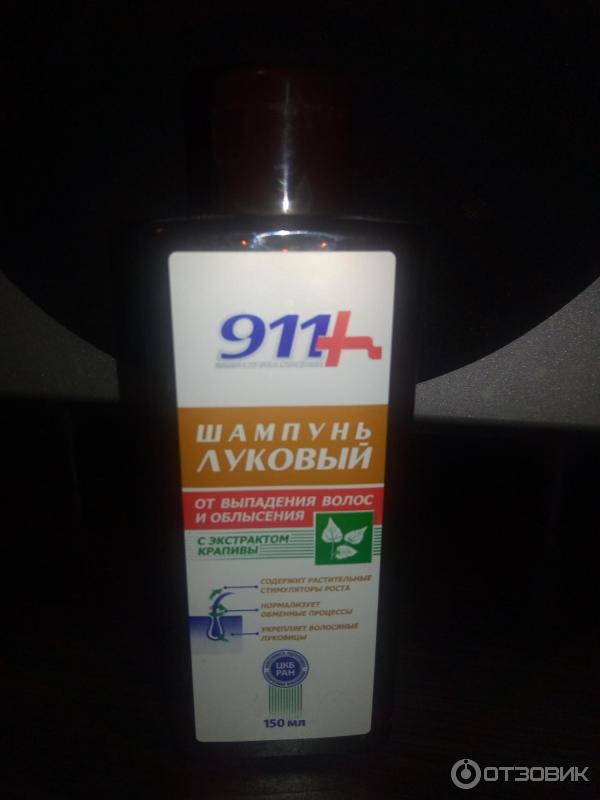 911+
ШАМПУНЬ
ЛУКОВЫЙ
ОТ ВЫПАДЕНИЯ ВОЛОС
И ОБЛЫСЕНИЯ
С ЭКСТРАКТОМ
КРАПИВЫ
СОДЕРЖИТ РАСТИТЕЛЬНЫЕ
СТИМУЛЯТОРЫ РОСТА
НОРМАЛИЗУЕТ
ОБМЕННЫЕ ПРОЦЕССЫ
УКРЕПЛЯЕТ ВОЛОСЯНЫЕ
ЛУКОВИЦЫ
ЦКБ
РАН
150 мл
ОТЗОВИК